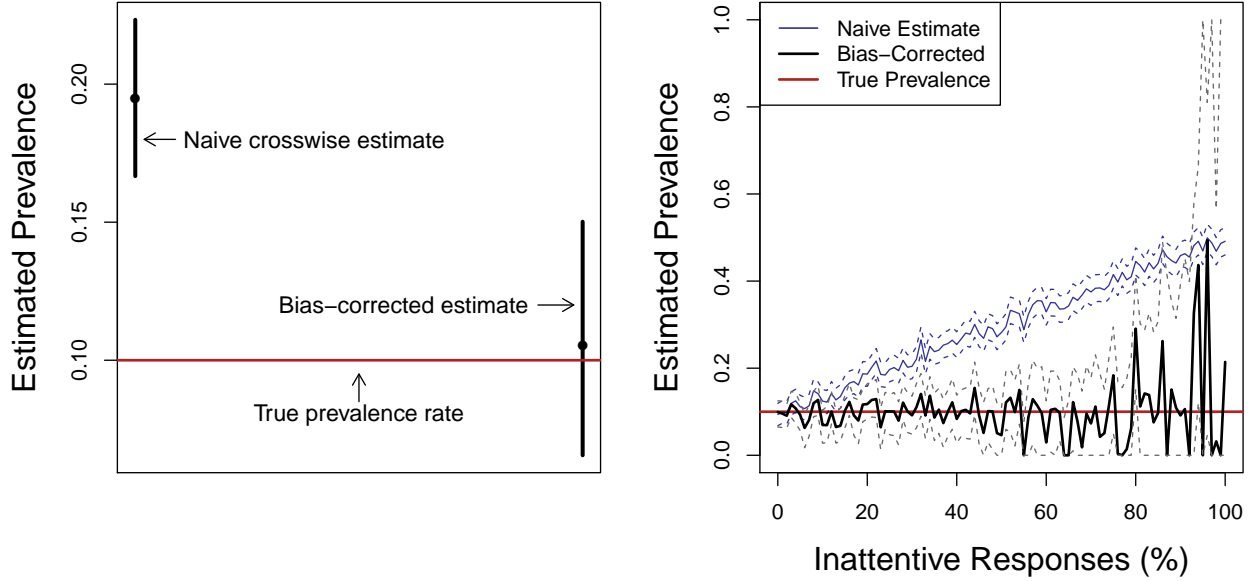 Estimated Prevalence
0.20
0.15
0.10
Naive crosswise estimate
Bias−corrected estimate
True prevalence rate
Estimated Prevalence
1.0
0.8
0.6
0.4
0.2
0.0
Naive Estimate
Bias−Corrected
True Prevalence
0 20 40 60 80 100
Inattentive Responses (%)